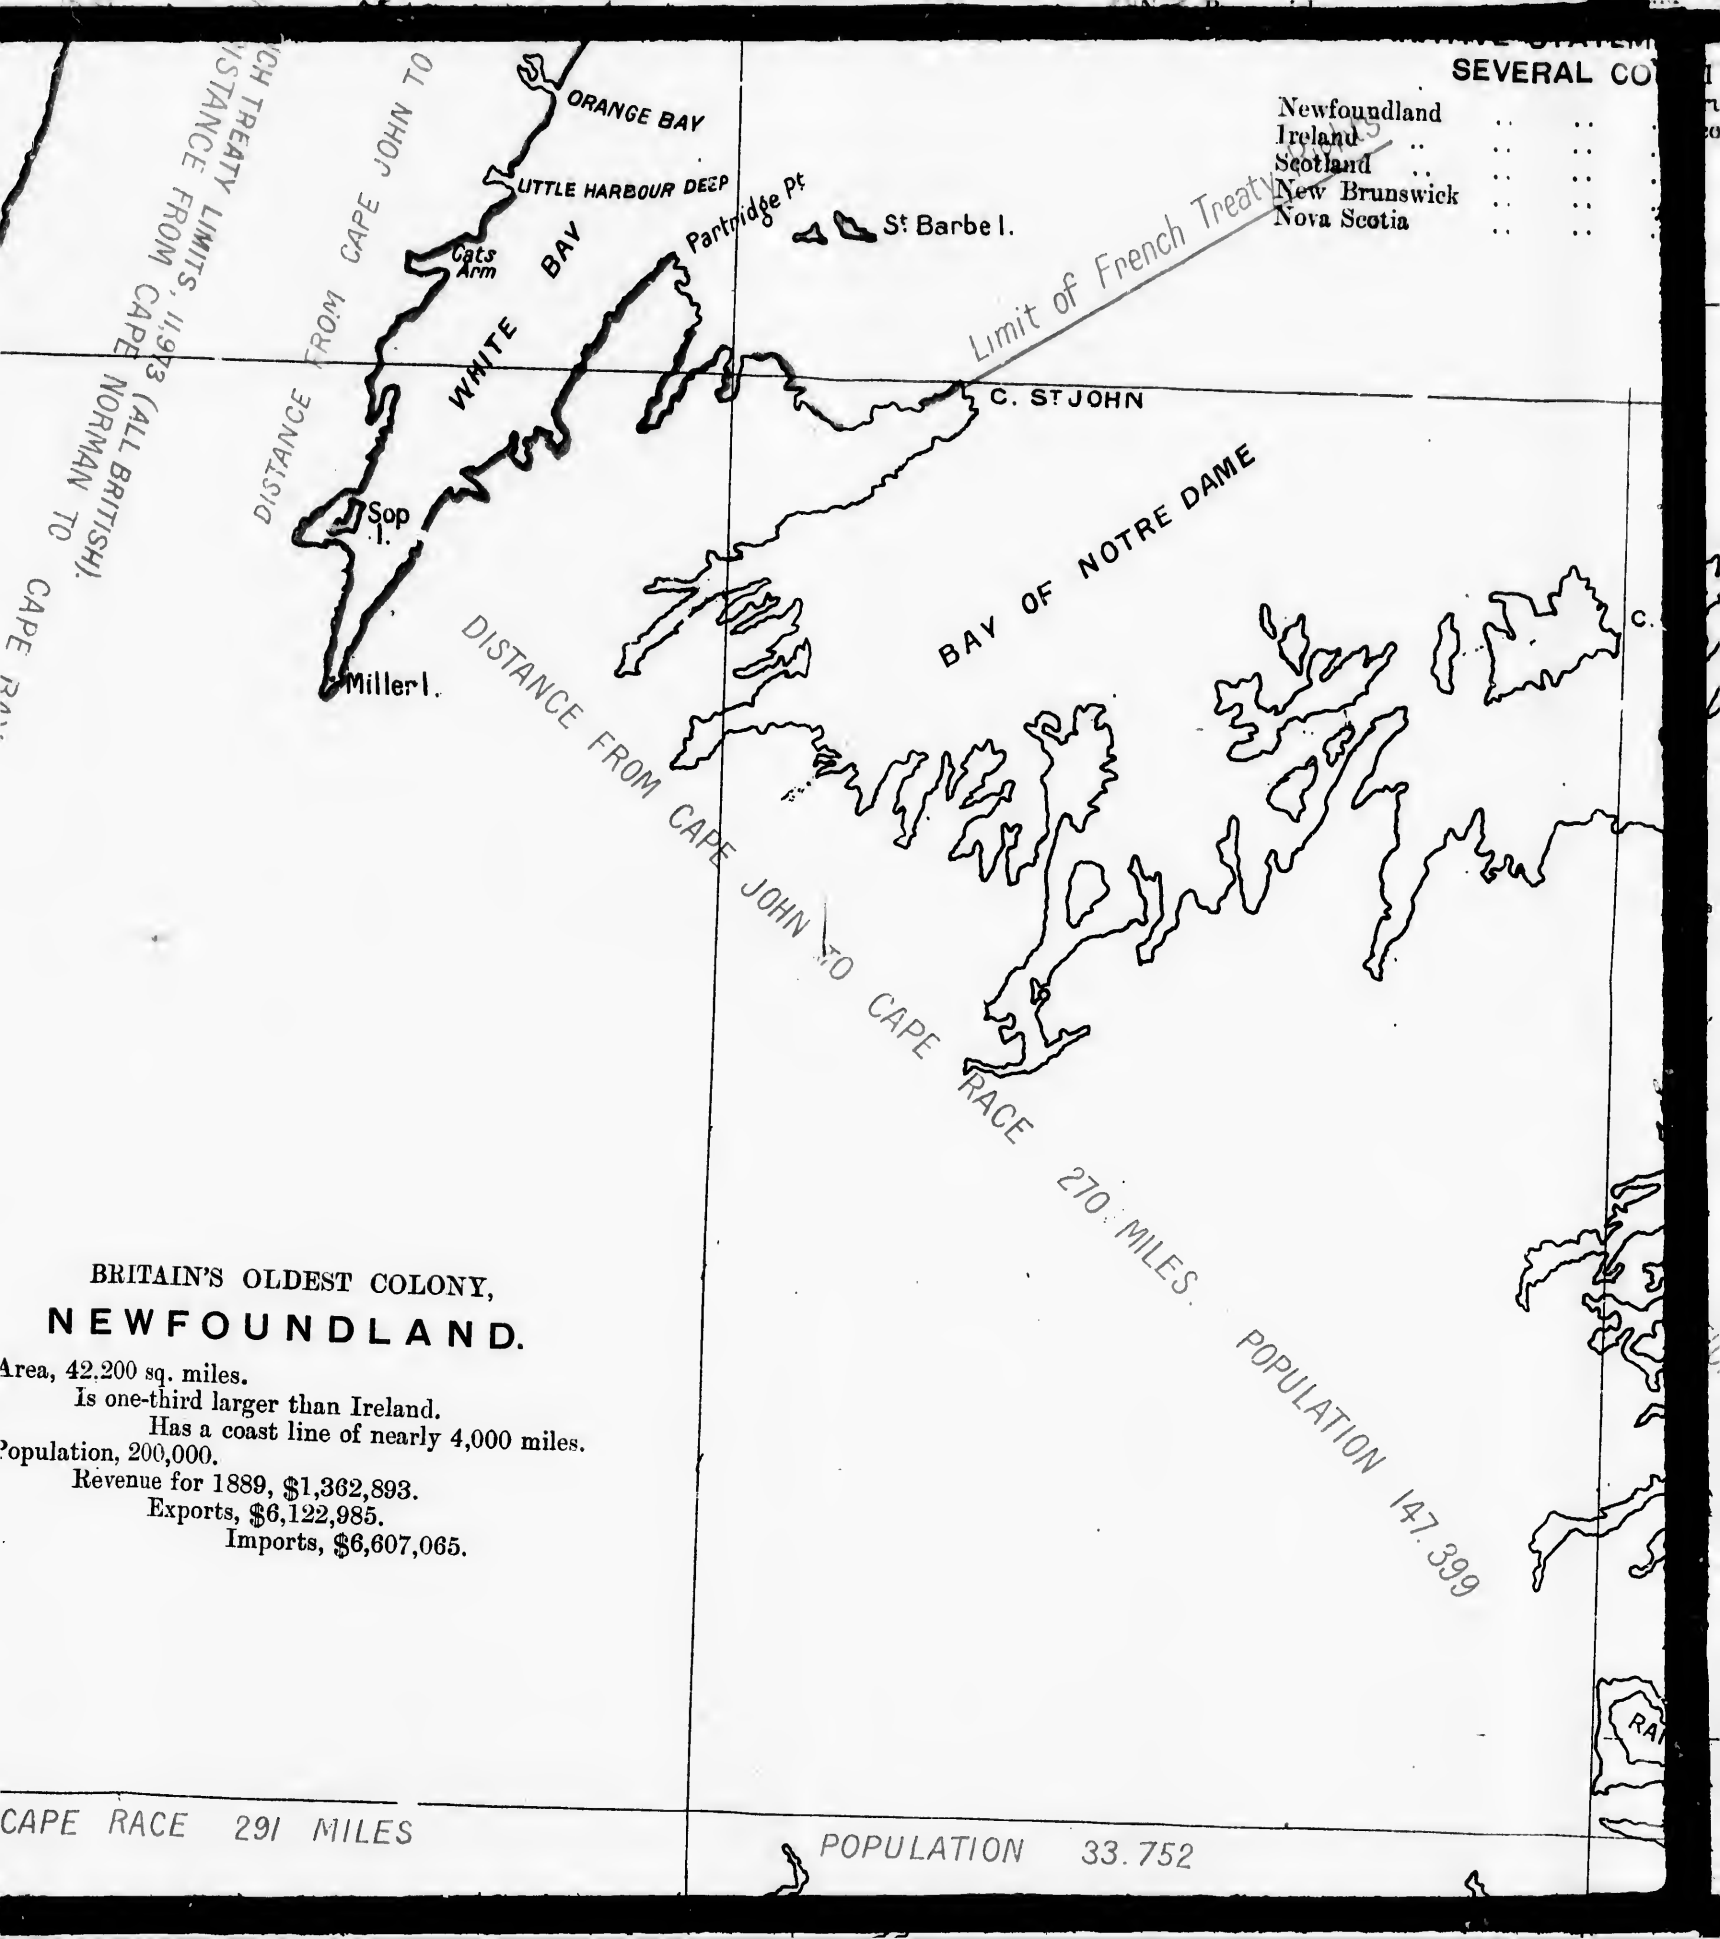 SEVERAL CO
Newfoundland
Ireland
Scotland
New Brunswick
Nova Scotia
Limit of French Treaty Rights
ORANGE BAY
LITTLE HARBOUR DEEP
Cats
Arm
WHITE BAY
Partridge Pt
St Barbe I.
C. ST JOHN
Sop
I.
Miller I.
BAY OF NOTRE DAME
C.
NCH TREATY LIMITS, 11,973 (ALL BRITISH).
DISTANCE FROM CAPE NORMAN TO CAPE RAY
DISTANCE FROM CAPE JOHN TO
DISTANCE FROM CAPE JOHN TO CAPE RACE 270 MILES. POPULATION 147.399
BRITAIN'S OLDEST COLONY,
NEWFOUNDLAND.
Area, 42.200 sq. miles.
Is one-third larger than Ireland.
Has a coast line of nearly 4,000 miles.
Population, 200,000.
Revenue for 1889, $1,362,893.
Exports, $6,122,985.
Imports, $6,607,065.
RA
CAPE RACE 291 MILES POPULATION 33.752